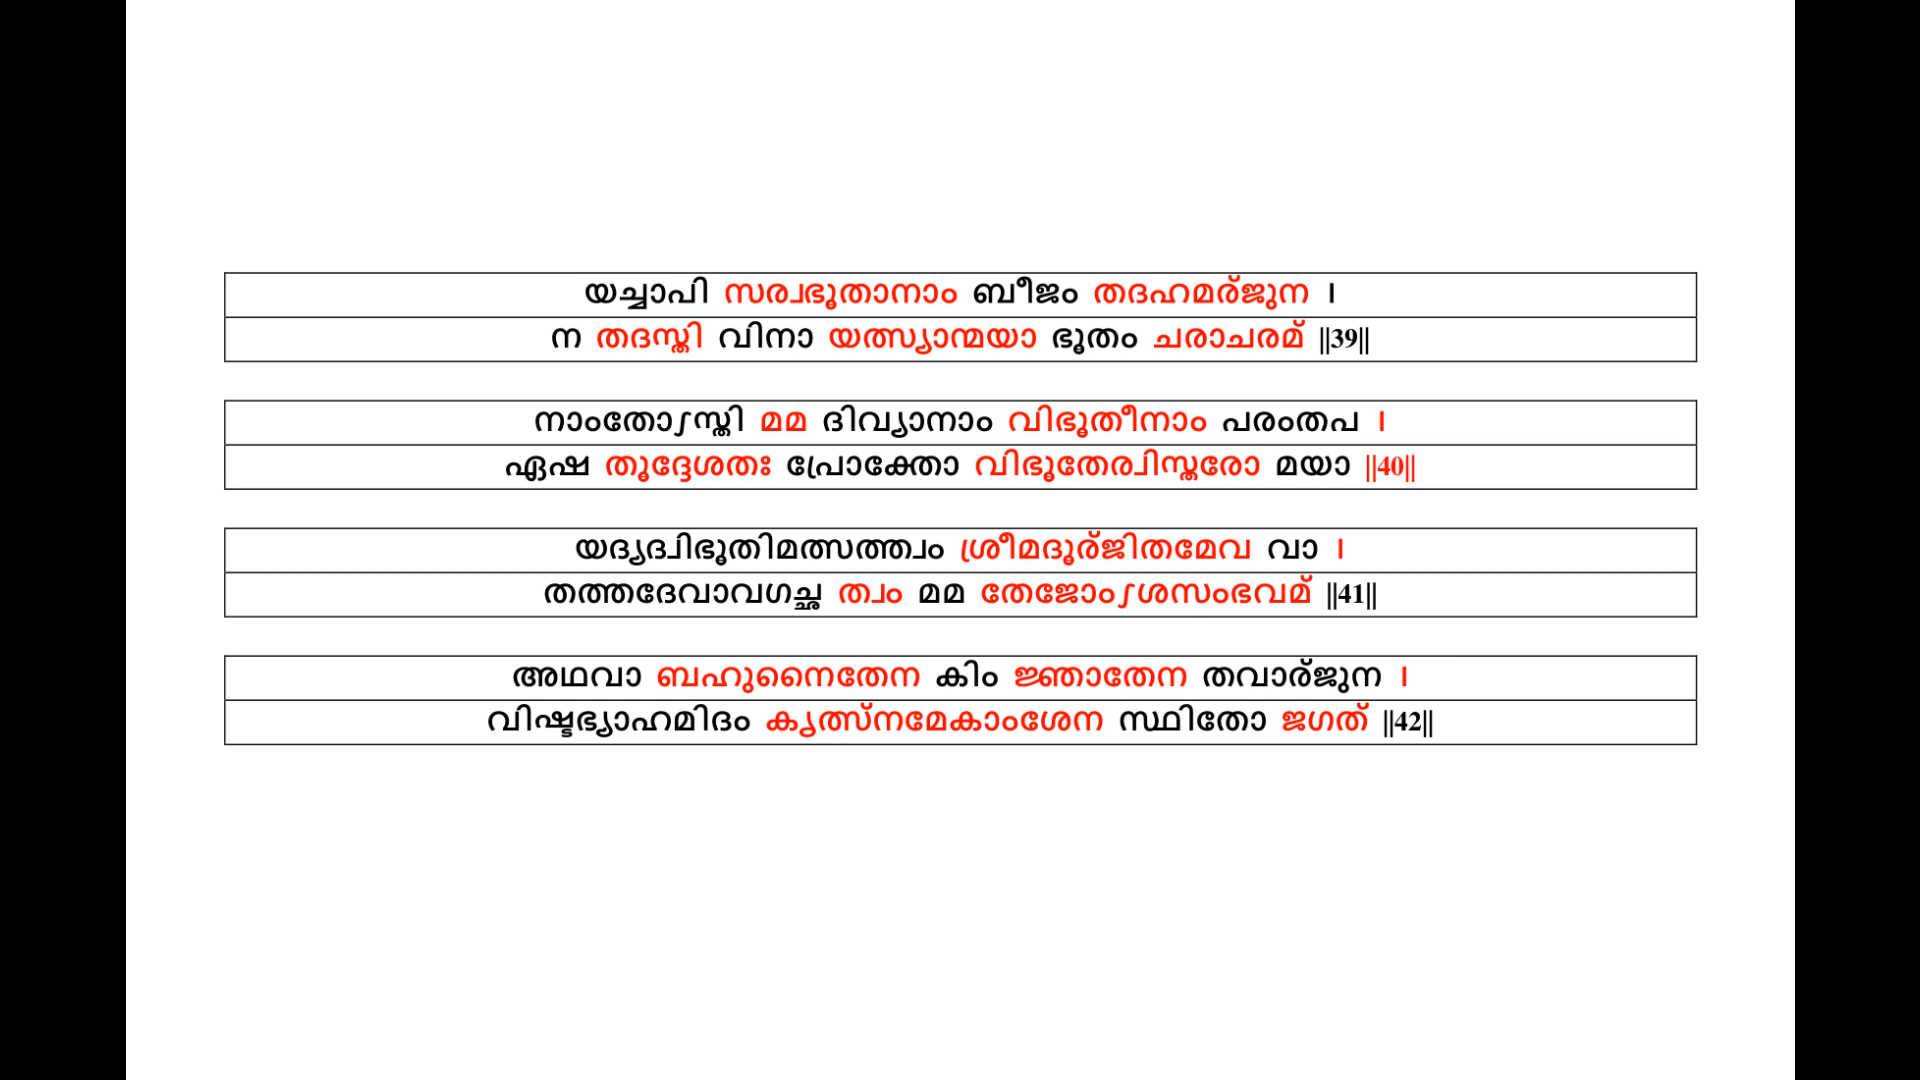 യച്ചാപി സര്വഭൂതാനാം ബീജം തദഹമര്ജുന ।
ന തദസ്തി വിനാ യത്സ്യാന്മയാ ഭൂതം ചരാചരമ് ||39||
നാംതോഽസ്തി മമ ദിവ്യാനാം വിഭൂതീനാം പരംതപ ।
ഏഷ തൂദ്ദേശതഃ പ്രോക്തോ വിഭൂതേര്വിസ്തരോ മയാ ||40||
യദ്യദ്വിഭൂതിമത്സത്ത്വം ശ്രീമദൂര്ജിതമേവ വാ ।
തത്തദേവാവഗച്ഛ ത്വം മമ തേജോംഽശസംഭവമ് ||41||
അഥവാ ബഹുനൈതേന കിം ജ്ഞാതേന തവാര്ജുന ।
വിഷ്ടഭ്യാഹമിദം കൃത്സ്നമേകാംശേന സ്ഥിതോ ജഗത് ||42||